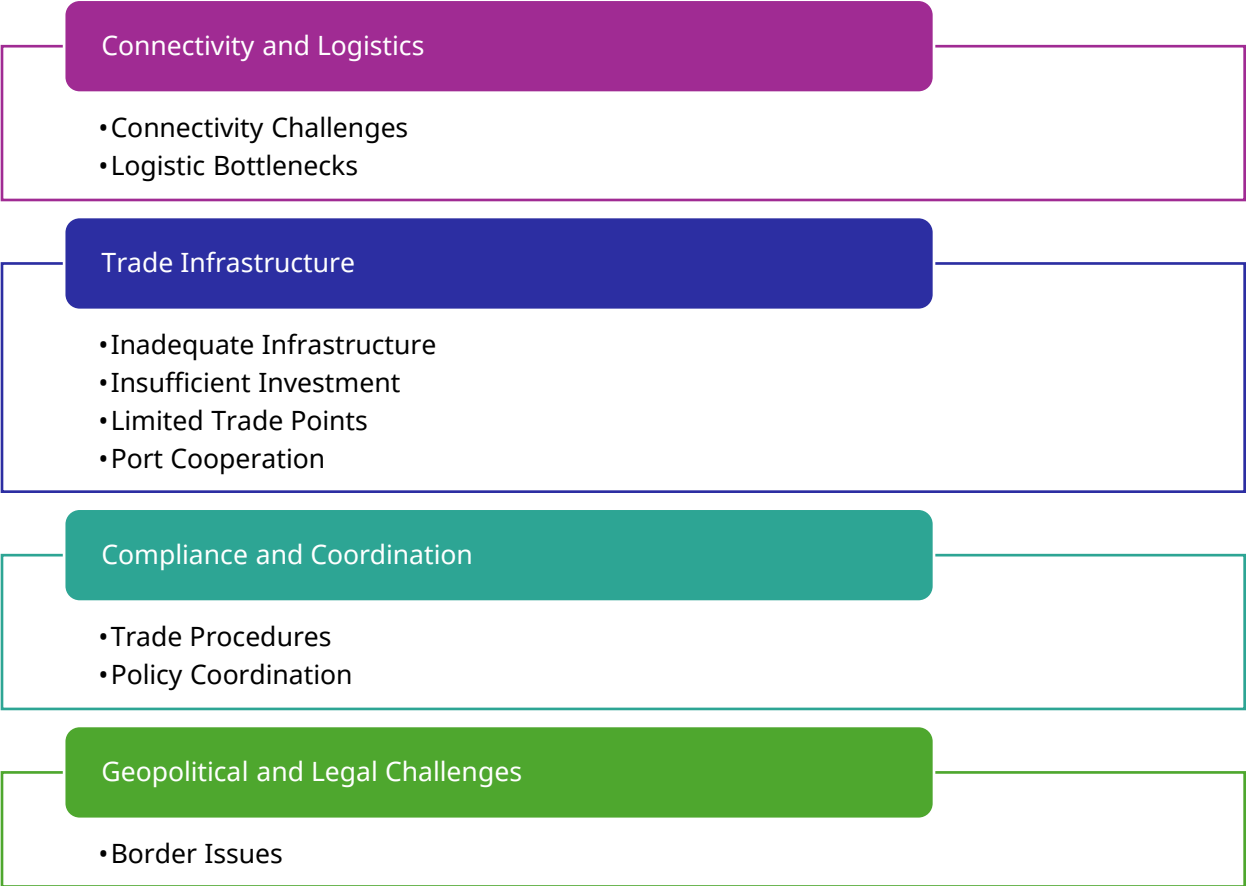 Connectivity and Logistics
•Connectivity Challenges
•Logistic Bottlenecks
Trade Infrastructure
•Inadequate Infrastructure
•Insufficient Investment
•Limited Trade Points
•Port Cooperation
Compliance and Coordination
•Trade Procedures
•Policy Coordination
Geopolitical and Legal Challenges
•Border Issues